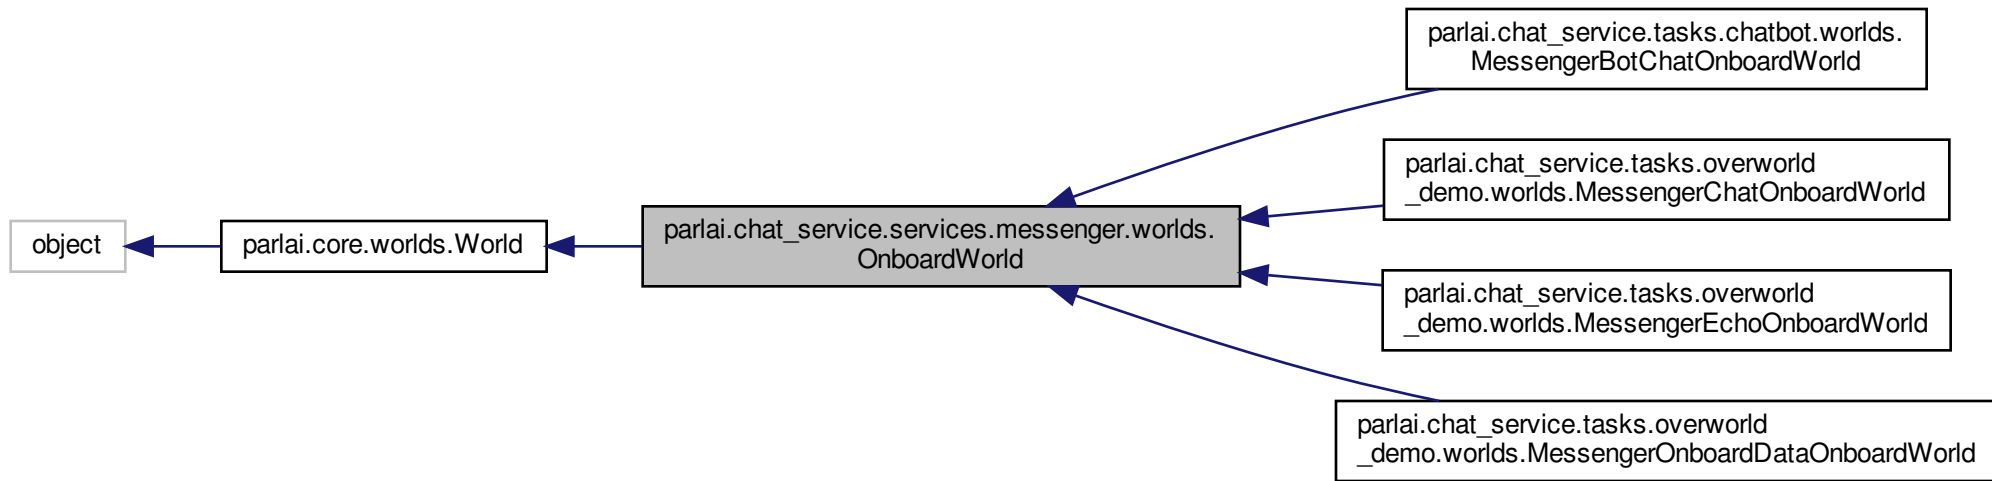 object
parlai.core.worlds.World
parlai.chat_service.services.messenger.worlds.
OnboardWorld
parlai.chat_service.tasks.chatbot.worlds.
MessengerBotChatOnboardWorld
parlai.chat_service.tasks.overworld
_demo.worlds.MessengerChatOnboardWorld
parlai.chat_service.tasks.overworld
_demo.worlds.MessengerEchoOnboardWorld
parlai.chat_service.tasks.overworld
_demo.worlds.MessengerOnboardDataOnboardWorld